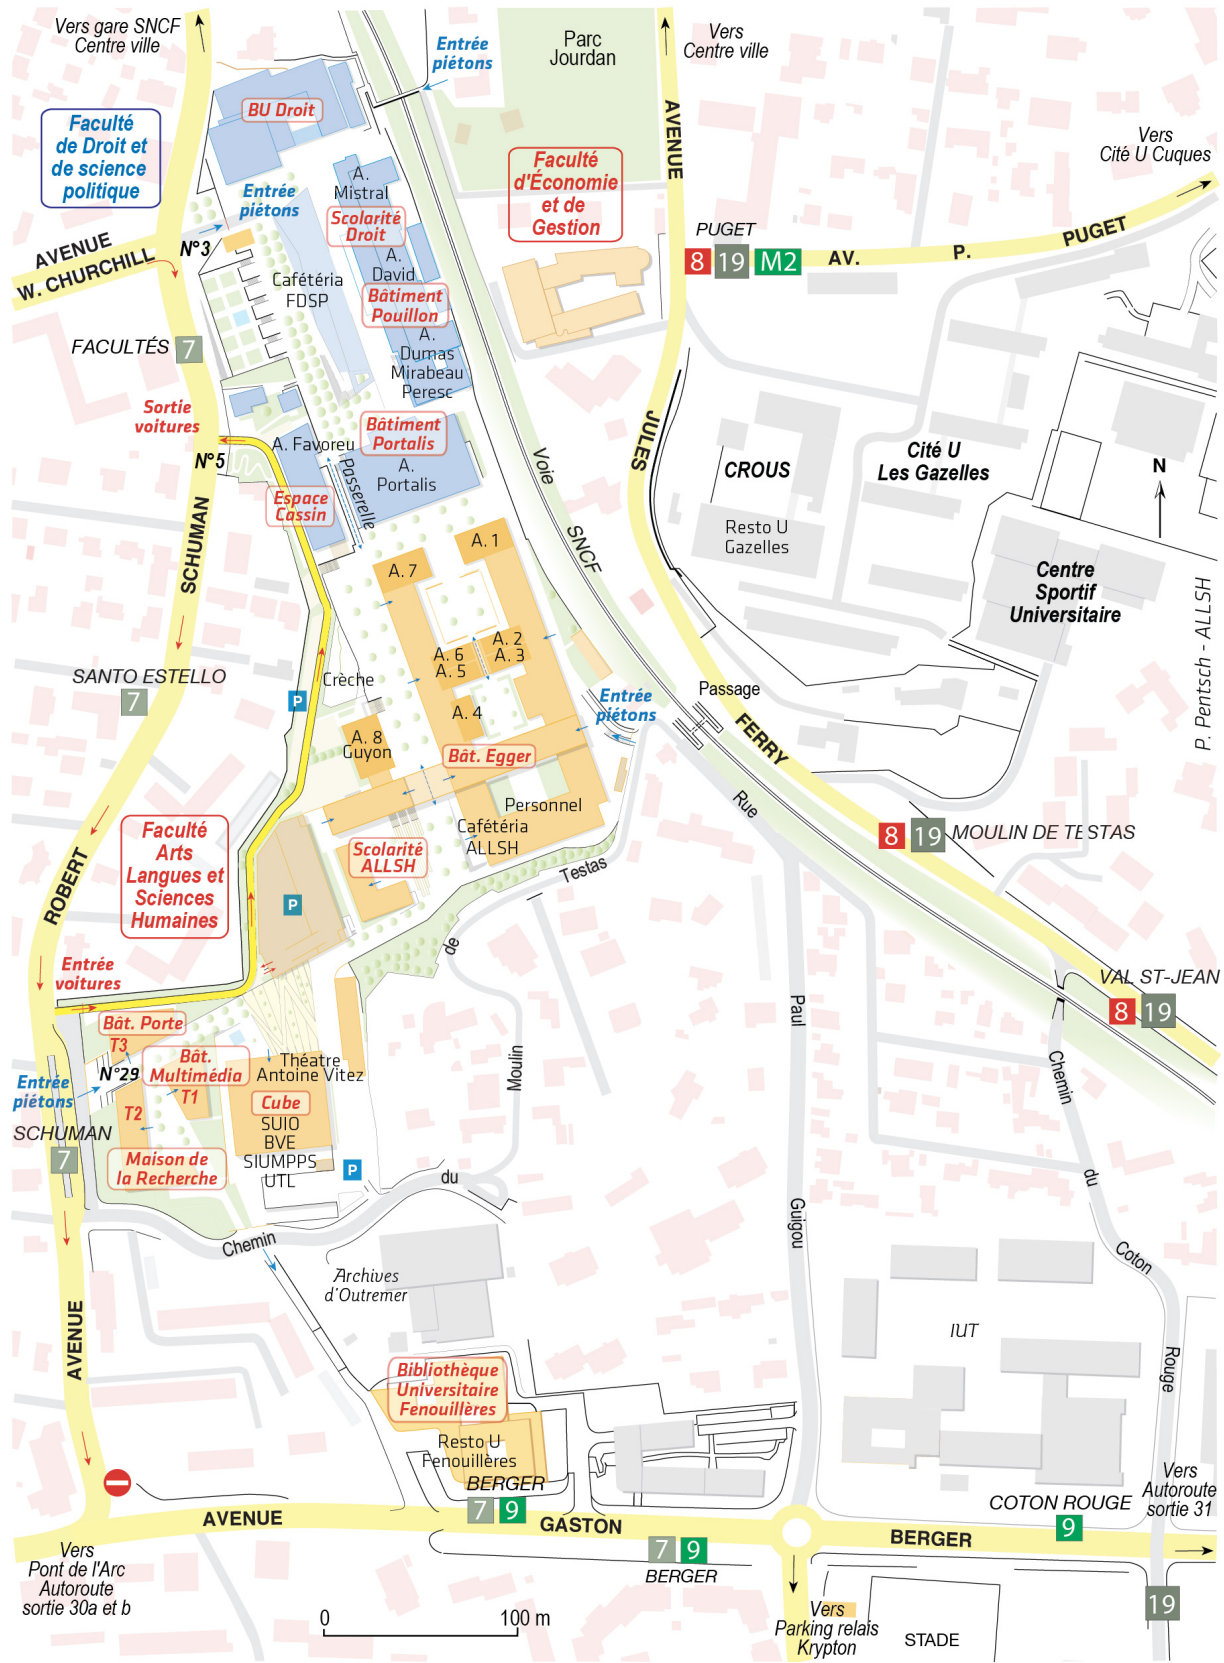 Vers gare SNCF
Centre ville
Entrée
piétons
Parc
Jourdan
Vers
Centre ville
Faculté
de Droit et
de science
politique
BU Droit
AVENUE
Faculté
d'Économie
et de
Gestion
Vers
Cité U Cuques
A.
Mistral
Entrée
piétons
Scolarité
Droit
N°3
AVENUE
W. CHURCHILL
A.
David
Cafétéria
FDSP
Bâtiment
Pouillon
PUGET
8 19 M2
AV.
P.
PUGET
FACULTÉS 7
A.
Dumas
Mirabeau
Peresc
Sortie
voitures
N°5
A. Favoreu
Bâtiment
Portalis
A.
Portalis
Passerelle
Espace
Cassin
Voie
SNCF
JULES
CROUS
Resto U
Gazelles
Cité U
Les Gazelles
N
Centre
Sportif
Universitaire
P. Pentsch - ALLSH
SCHUMAN
A. 1
A. 7
A. 2
A. 3
A. 6
A. 5
A. 4
SANTO ESTELLO
7
P
Crèche
A. 8
Guyon
Bât. Egger
Entrée
piétons
Passage
FERRY
Rue
Personnel
Cafétéria
ALLSH
Scolarité
ALLSH
8 19 MOULIN DE TESTAS
Faculté
Arts
Langues et
Sciences
Humaines
ROBERT
P
Testas
de
Entrée
voitures
VAL ST-JEAN
8 19
Paul
Bât. Porte
T3
Bât.
Multimédia
T1
N°29
Entrée
piétons
T2
SCHUMAN
7
Théatre
Antoine Vitez
Cube
SUIO
BVE
SIUMPPS
UTL
P
Moulin
Maison de
la Recherche
du
Chemin
Guigou
Chemin
du
Coton
Rouge
Archives
d'Outremer
IUT
AVENUE
Bibliothèque
Universitaire
Fenouillères
Resto U
Fenouillères
BERGER
7 9
AVENUE
GASTON
BERGER
7 9
BERGER
COTON ROUGE
9
Vers
Autoroute
sortie 31
19
Vers
Pont de l'Arc
Autoroute
sortie 30a et b
0 100 m
Vers
Parking relais
Krypton
STADE